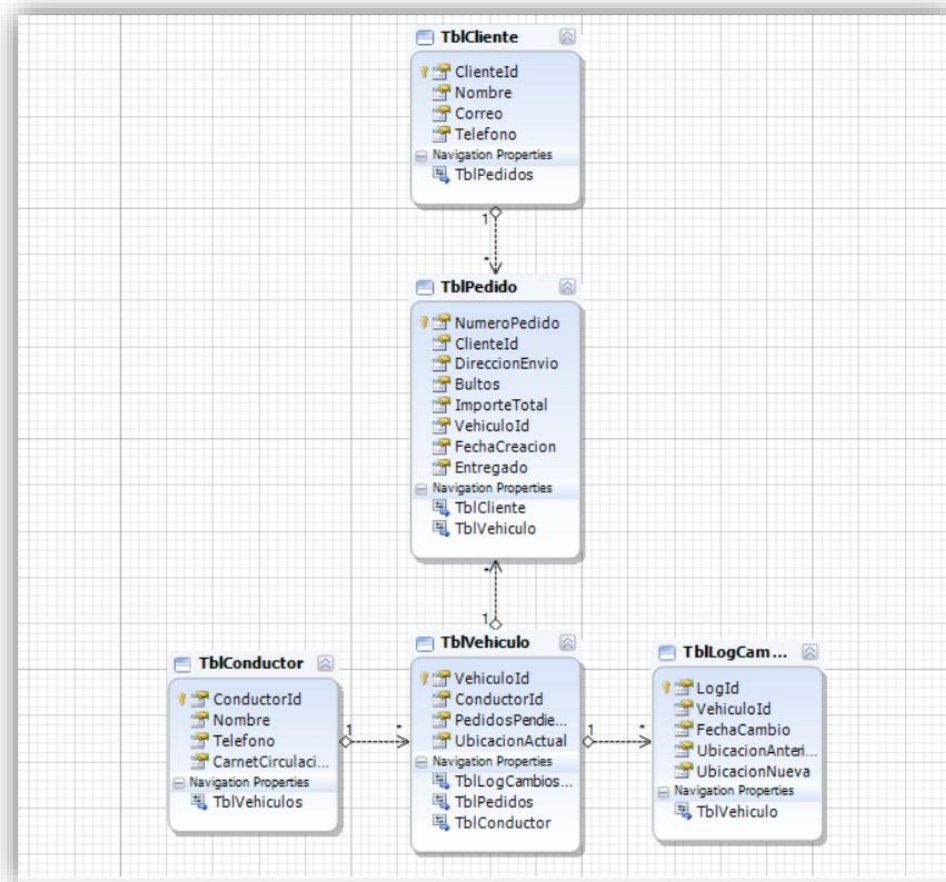 TblCliente
ClienteId
Nombre
Correo
Telefono
Navigation Properties
TblPedidos
1
*
TblPedido
NumeroPedido
ClienteId
DireccionEnvio
Bultos
ImporteTotal
VehiculoId
FechaCreacion
Entregado
Navigation Properties
TblCliente
TblVehiculo
*
1
TblConductor
ConductorId
Nombre
Telefono
CarnetCirculaci...
Navigation Properties
TblVehiculos
1
*
TblVehiculo
VehiculoId
ConductorId
PedidosPendie...
UbicacionActual
Navigation Properties
TblLogCambios...
TblPedidos
TblConductor
1
*
TblLogCam...
LogId
VehiculoId
FechaCambio
UbicacionAnteri...
UbicacionNueva
Navigation Properties
TblVehiculo